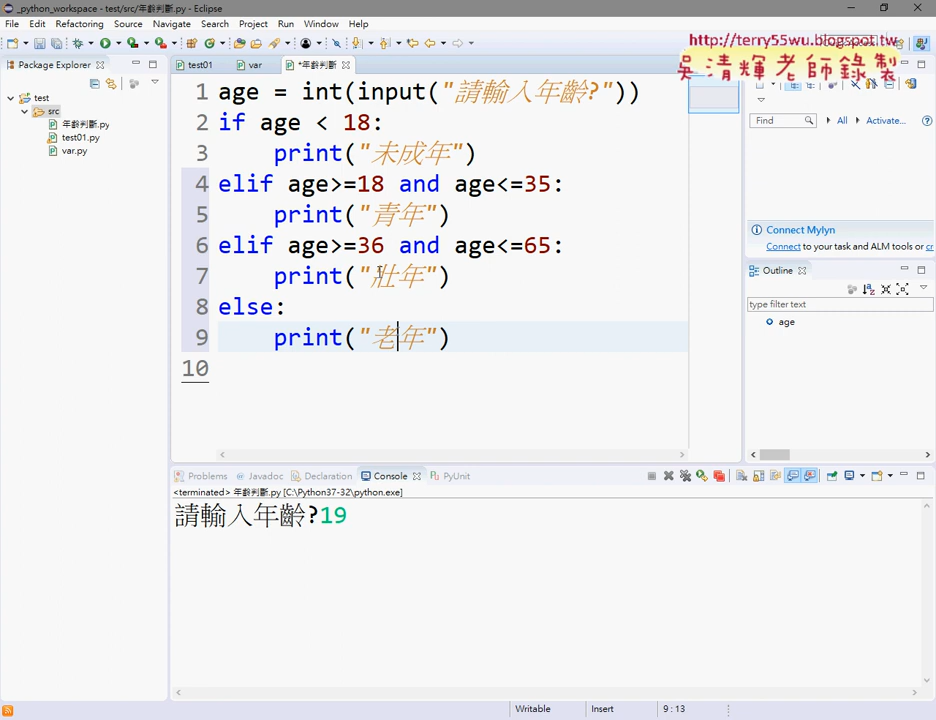 _python_workspace - test/src/年齡判斷.py - Eclipse
File Edit Refactoring Source Navigate Search Project Run Window Help
http://terry55wu.blogspot.tw
吳清輝老師錄製
Package Explorer
test
src
年齡判斷.py
test01.py
var.py
test01 var *年齡判斷
1 age = int(input("請輸入年齡?"))
2 if age < 18:
3 print("未成年")
4 elif age>=18 and age<=35:
5 print("青年")
6 elif age>=36 and age<=65:
7 print("壯年")
8 else:
9 print("老年")
10
Find All Activate...
Connect Mylyn
Connect to your task and ALM tools or cr
Outline
type filter text
age
Problems Javadoc Declaration Console PyUnit
<terminated> 年齡判斷.py [C:\Python37-32\python.exe]
請輸入年齡?19
Writable Insert 9 : 13